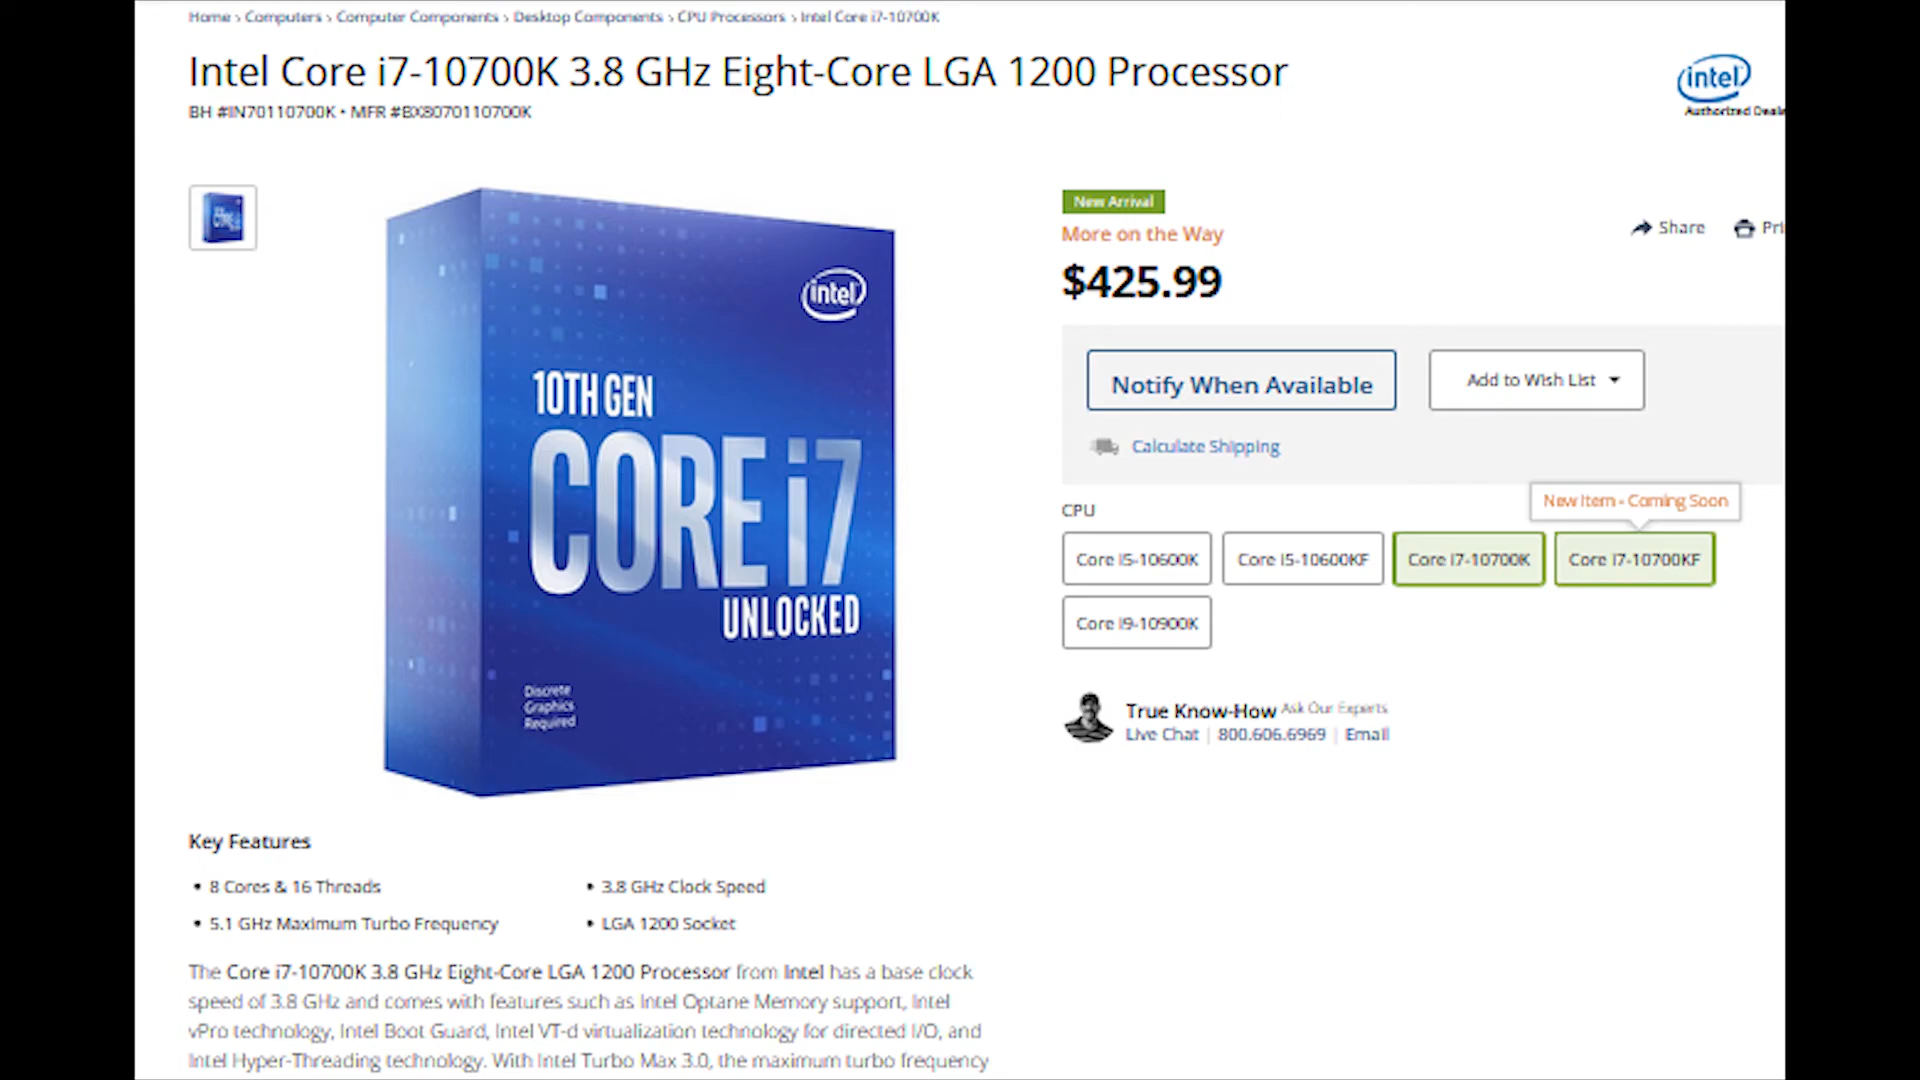 Home › Computers › Computer Components › Desktop Components › CPU Processors › Intel Core i7-10700K
Intel Core i7-10700K 3.8 GHz Eight-Core LGA 1200 Processor
BH #IN70110700K • MFR #BX8070110700K
intel
Authorized Deale
New Arrival
More on the Way
Share
Pri
$425.99
intel
10TH GEN
CORE i7
UNLOCKED
Discrete
Graphics
Required
Notify When Available
Add to Wish List
Calculate Shipping
New Item - Coming Soon
CPU
Core i5-10600K
Core i5-10600KF
Core i7-10700K
Core i7-10700KF
Core i9-10900K
True Know-How Ask Our Experts
Live Chat | 800.606.6969 | Email
Key Features
• 8 Cores & 16 Threads
• 3.8 GHz Clock Speed
• 5.1 GHz Maximum Turbo Frequency
• LGA 1200 Socket
The Core i7-10700K 3.8 GHz Eight-Core LGA 1200 Processor from Intel has a base clock
speed of 3.8 GHz and comes with features such as Intel Optane Memory support, Intel
vPro technology, Intel Boot Guard, Intel VT-d virtualization technology for directed I/O, and
Intel Hyper-Threading technology. With Intel Turbo Max 3.0, the maximum turbo frequency